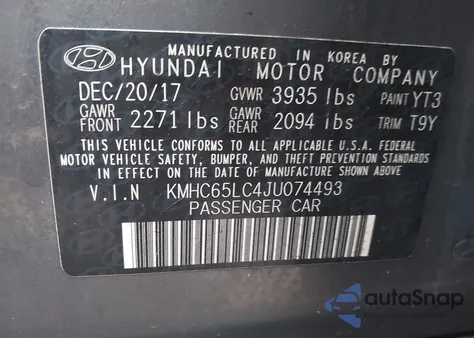 MANUFACTURED IN KOREA BY
HYUNDAI MOTOR COMPANY
DEC/20/17 GVWR 3935 lbs PAINT YT3
GAWR FRONT 2271 lbs GAWR REAR 2094 lbs TRIM T9Y
THIS VEHICLE CONFORMS TO ALL APPLICABLE FEDERAL
MOTOR VEHICLE SAFETY, BUMPER, AND THEFT PREVENTION STANDARDS
IN EFFECT ON THE DATE OF MANUFACTURE SHOWN ABOVE.
V.I.N KMHC65LC4JU074493
PASSENGER CAR
autoSnap